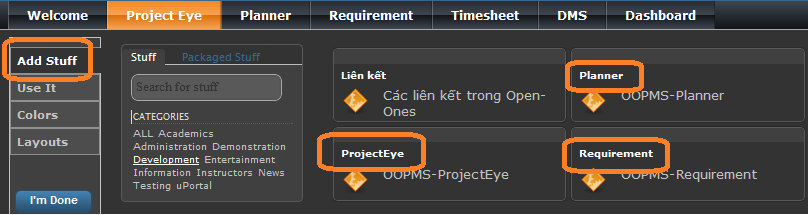 Welcome Project Eye Planner Requirement Timesheet DMS Dashboard
Add Stuff
Use It
Colors
Layouts
I'm Done
Stuff Packaged Stuff
Search for stuff
CATEGORIES
ALL Academics
Administration Demonstration
Development Entertainment
Information Instructors News
Testing uPortal
Liên kết
Các liên kết trong Open-
Ones
Planner
OOPMS-Planner
ProjectEye
OOPMS-ProjectEye
Requirement
OOPMS-Requirement